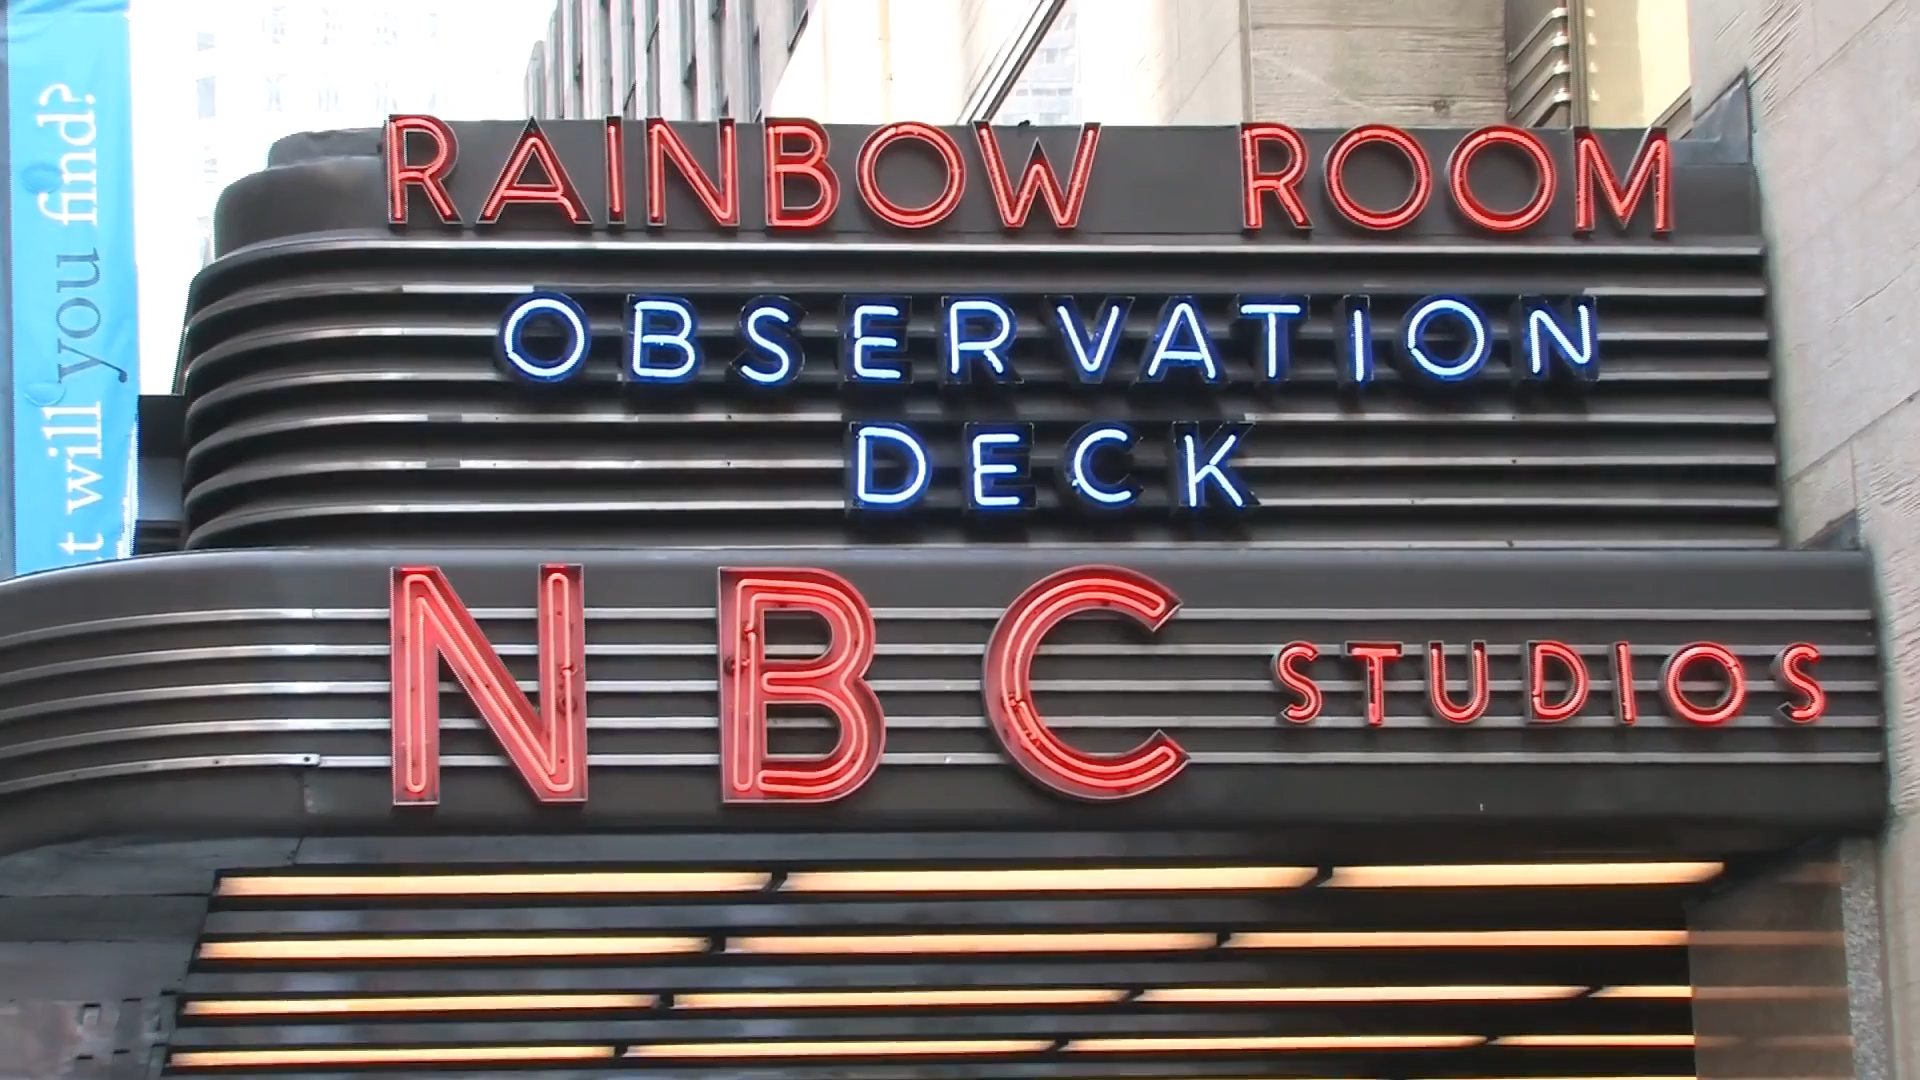 RAINBOW ROOM
OBSERVATION
DECK
NBC STUDIOS
will you find?